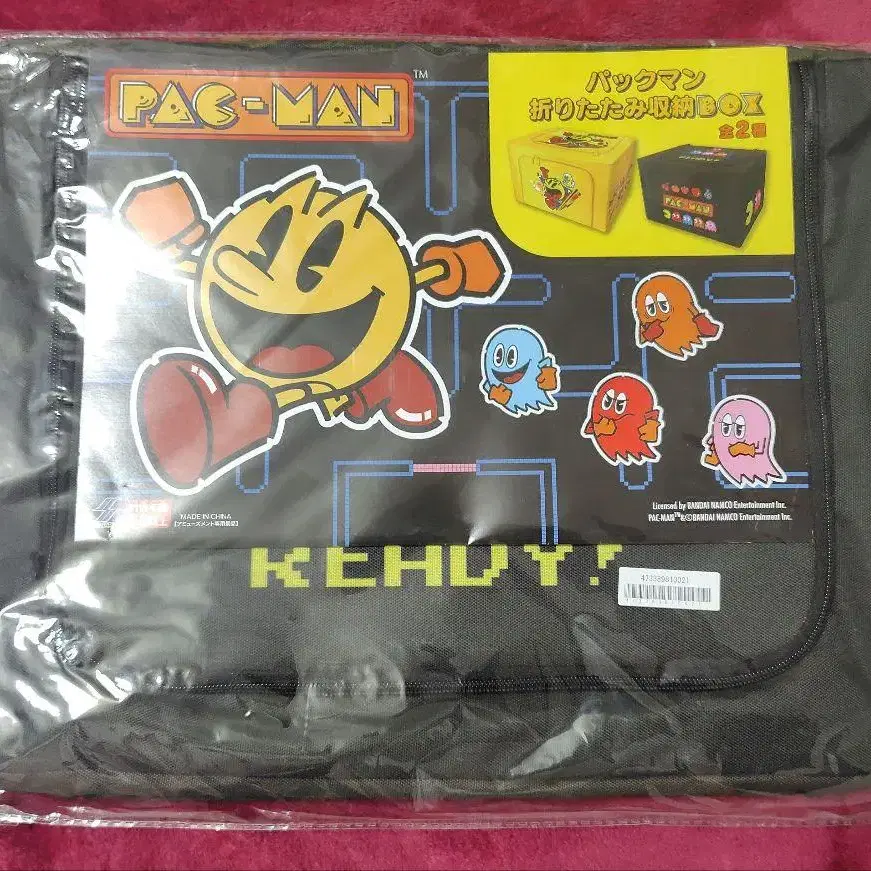 PAC-MAN™
パックマン
折りたたみ収納BOX
全2種
PAC-MAN
MADE IN CHINA
【アミューズメント専用景品】
Licensed by BANDAI NAMCO Entertainment Inc.
PAC-MAN™&©BANDAI NAMCO Entertainment Inc.
READY!